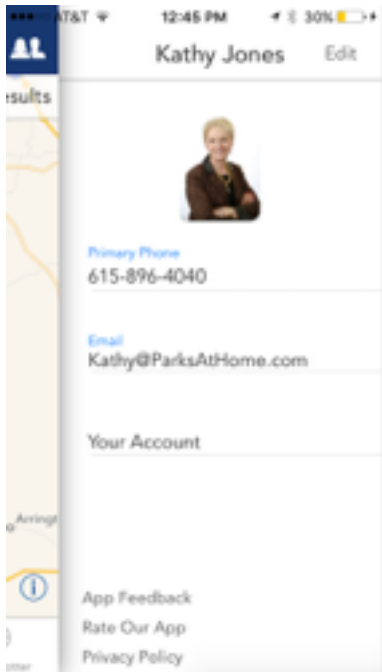 AT&T 12:45 PM 30%
Kathy Jones Edit
esults
Primary Phone
615-896-4040
Email
Kathy@ParksAtHome.com
Your Account
Arringt
App Feedback
Rate Our App
Privacy Policy